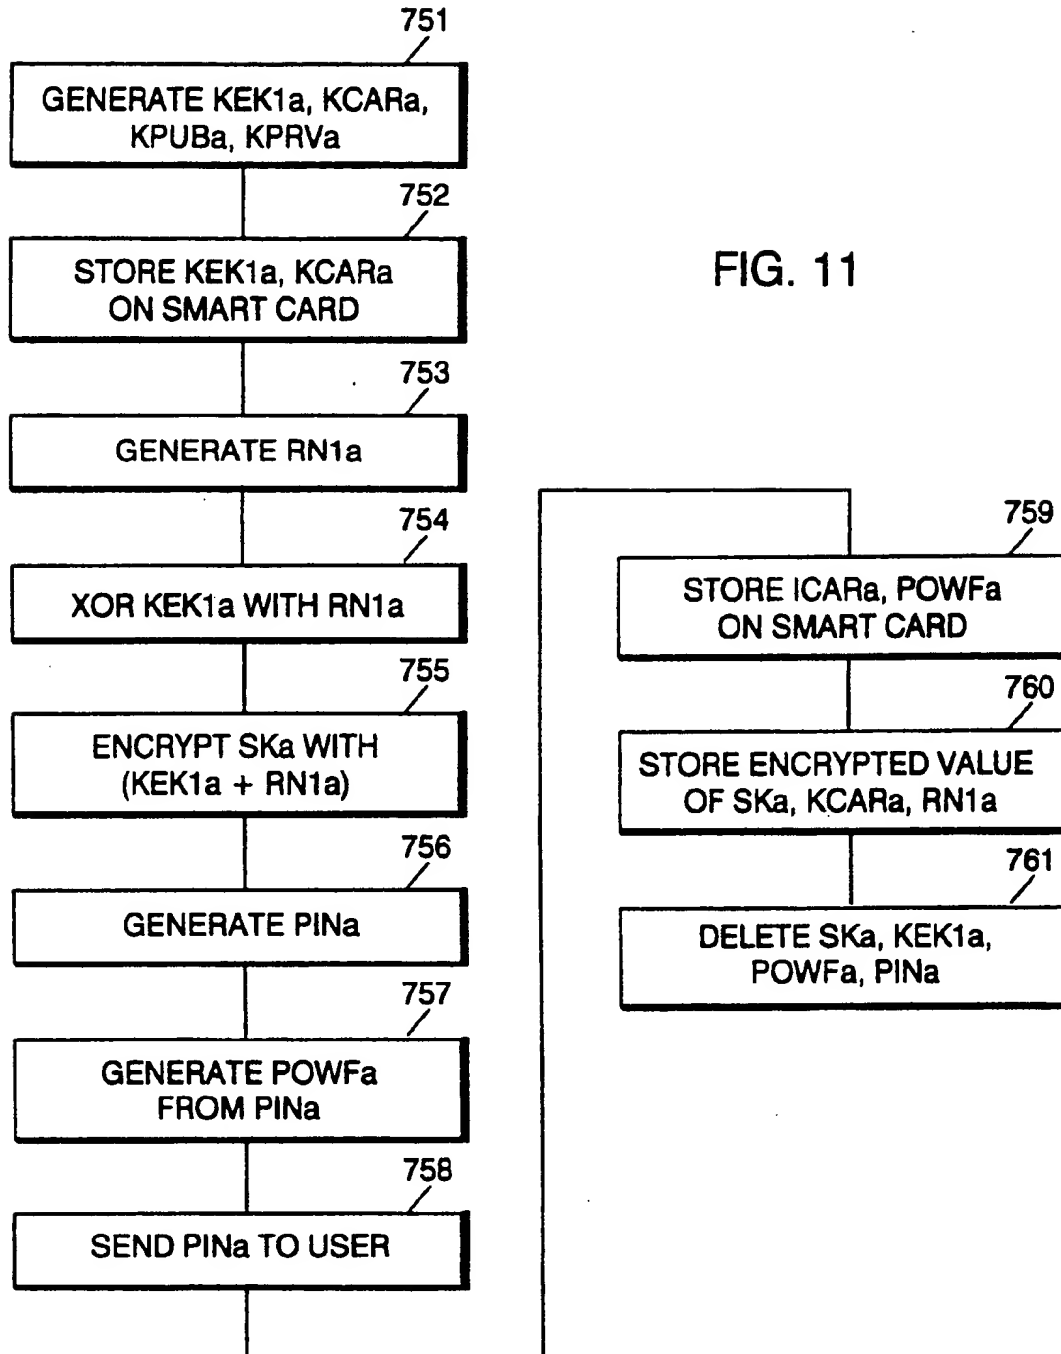 751
GENERATE KEK1a, KCARa,
KPUBa, KPRVa
752
STORE KEK1a, KCARa
ON SMART CARD
FIG. 11
753
GENERATE RN1a
754
XOR KEK1a WITH RN1a
755
ENCRYPT SKa WITH
(KEK1a + RN1a)
756
GENERATE PINa
757
GENERATE POWFa
FROM PINa
758
SEND PINa TO USER
759
STORE ICARa, POWFa
ON SMART CARD
760
STORE ENCRYPTED VALUE
OF SKa, KCARa, RN1a
761
DELETE SKa, KEK1a,
POWFa, PINa